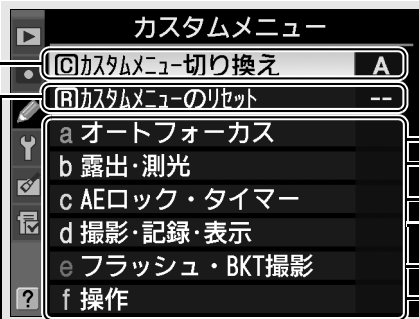 カスタムメニュー
Cカスタムメニュー切り換え A
Rカスタムメニューのリセット --
a オートフォーカス
b 露出・測光
c AEロック・タイマー
d 撮影・記録・表示
e フラッシュ・BKT撮影
f 操作
?